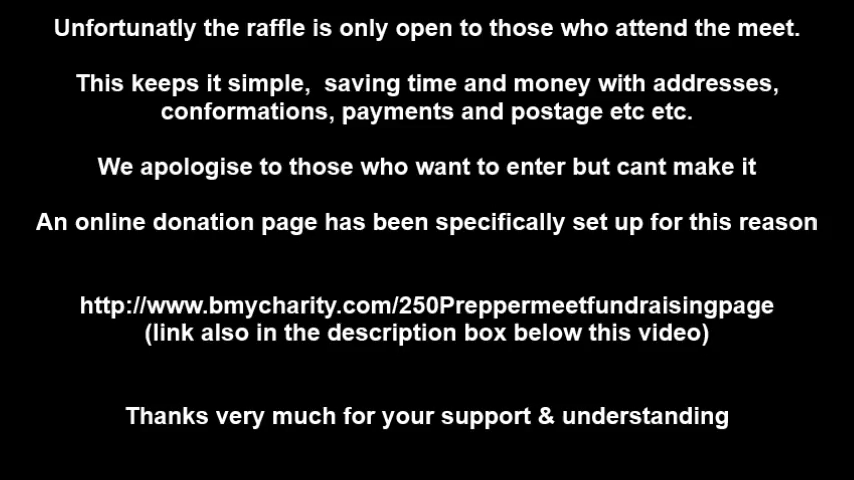 Unfortunatly the raffle is only open to those who attend the meet.
This keeps it simple,  saving time and money with addresses,
conformations, payments and postage etc etc.
We apologise to those who want to enter but cant make it
An online donation page has been specifically set up for this reason
http://www.bmycharity.com/250Preppermeetfundraisingpage
(link also in the description box below this video)
Thanks very much for your support & understanding